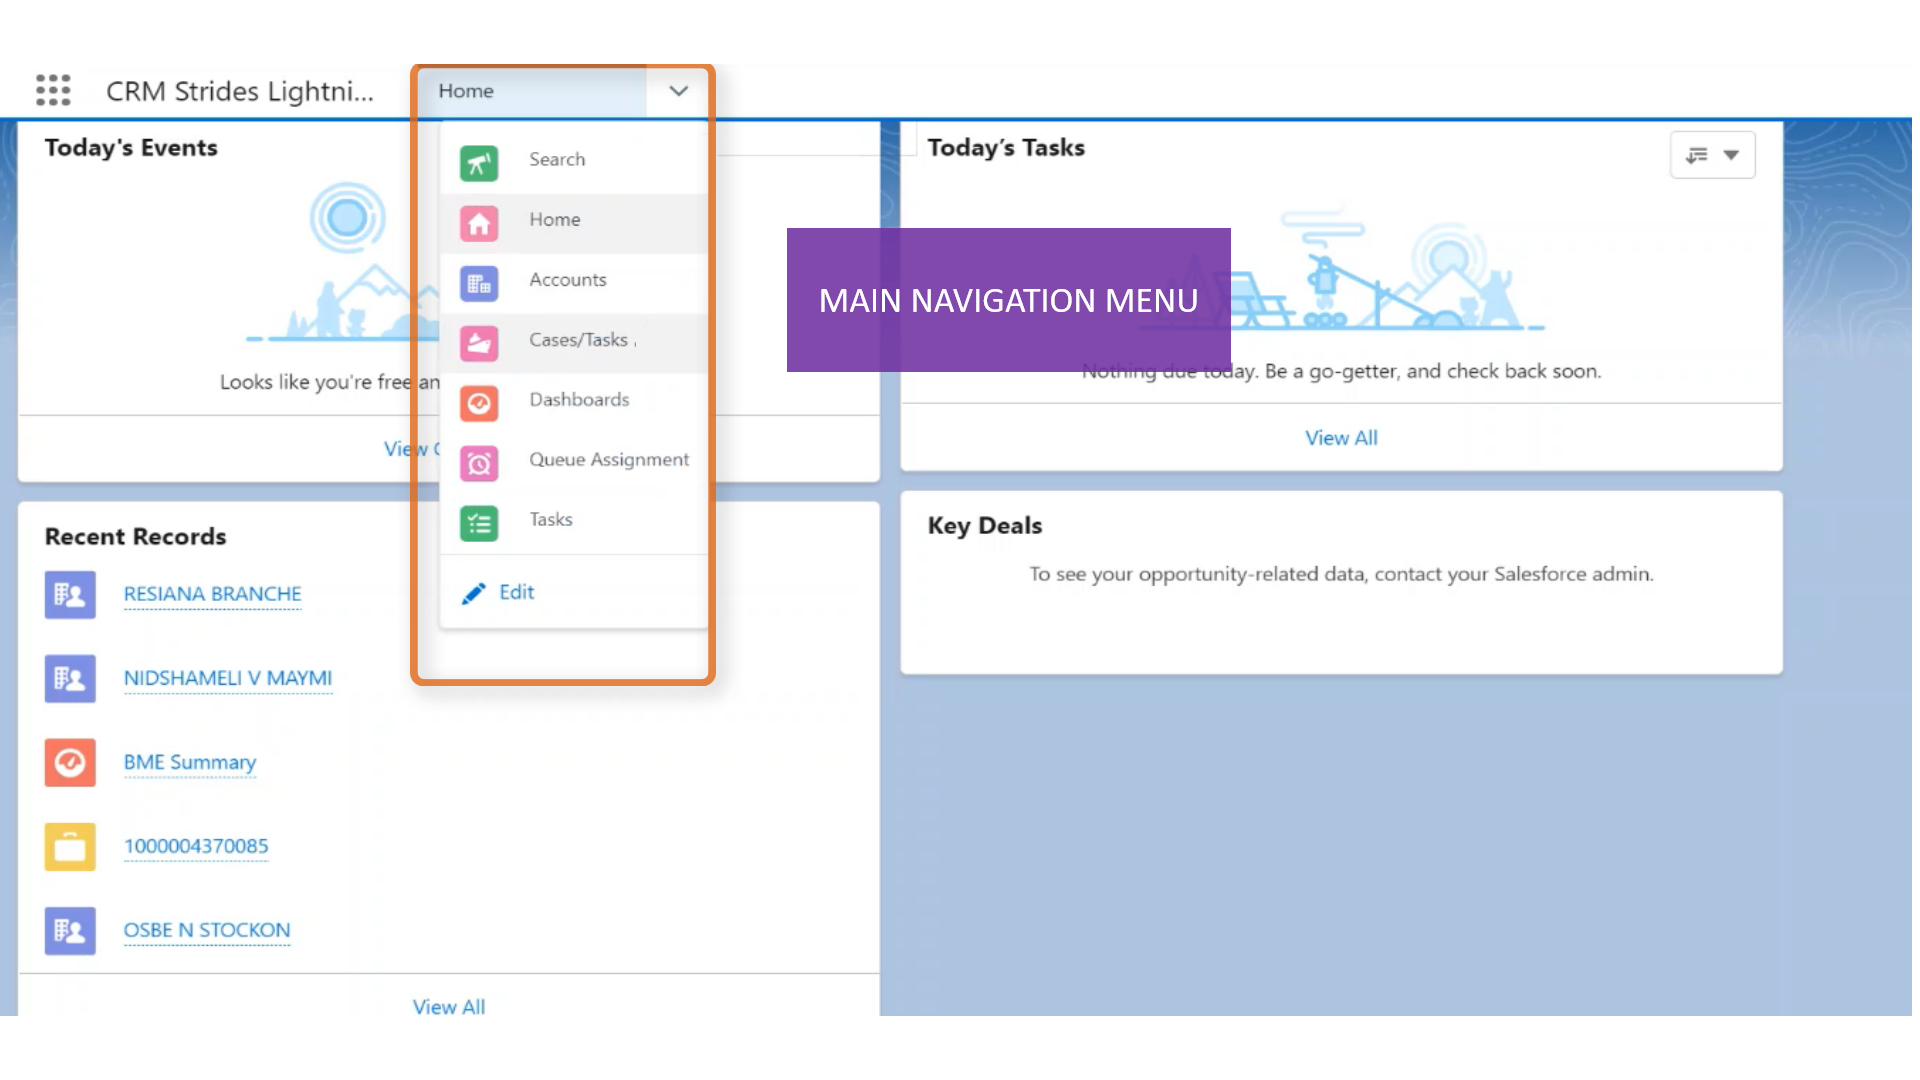 CRM Strides Lightni...
Home
Today's Events
Looks like you're free an
View
Search
Home
Accounts
Cases/Tasks .
Dashboards
Queue Assignment
Tasks
Edit
MAIN NAVIGATION MENU
Today's Tasks
Nothing due today. Be a go-getter, and check back soon.
View All
Recent Records
RESIANA BRANCHE
NIDSHAMELI V MAYMI
BME Summary
1000004370085
OSBE N STOCKON
View All
Key Deals
To see your opportunity-related data, contact your Salesforce admin.